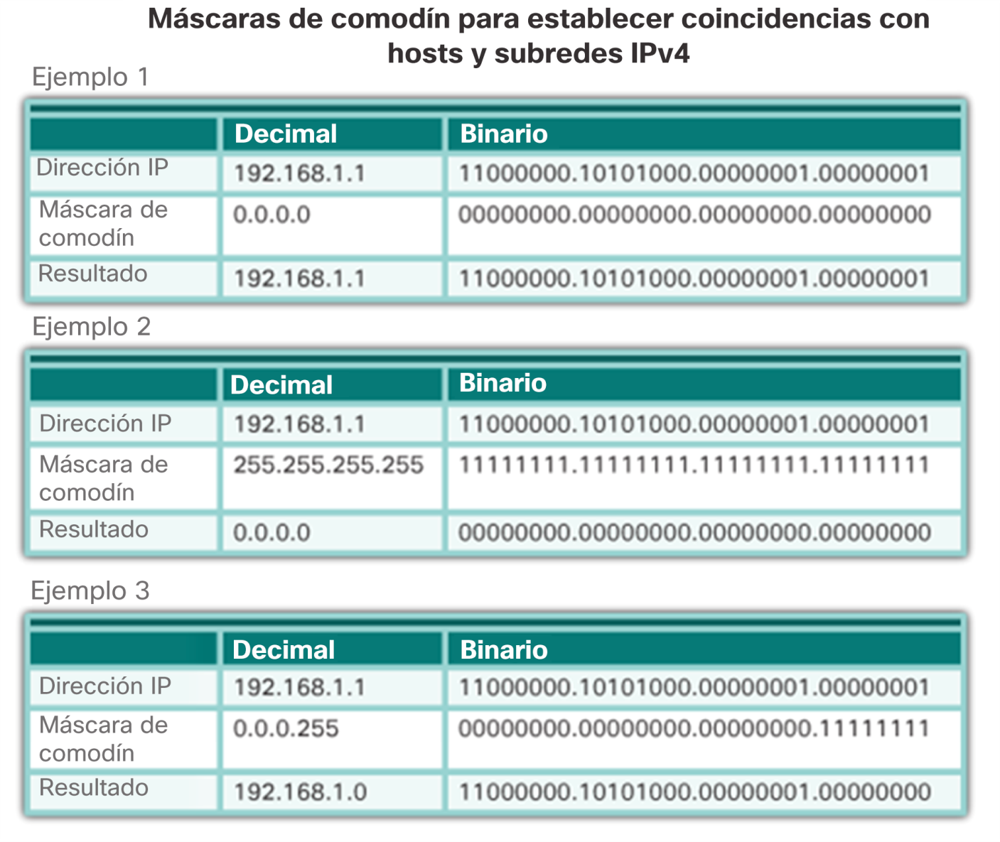 Máscaras de comodín para establecer coincidencias con
hosts y subredes IPv4
Ejemplo 1
Decimal Binario
Dirección IP 192.168.1.1 11000000.10101000.00000001.00000001
Máscara de comodín 0.0.0.0 00000000.00000000.00000000.00000000
Resultado 192.168.1.1 11000000.10101000.00000001.00000001
Ejemplo 2
Decimal Binario
Dirección IP 192.168.1.1 11000000.10101000.00000001.00000001
Máscara de comodín 255.255.255.255 11111111.11111111.11111111.11111111
Resultado 0.0.0.0 00000000.00000000.00000000.00000000
Ejemplo 3
Decimal Binario
Dirección IP 192.168.1.1 11000000.10101000.00000001.00000001
Máscara de comodín 0.0.0.255 00000000.00000000.00000000.11111111
Resultado 192.168.1.0 11000000.10101000.00000001.00000000